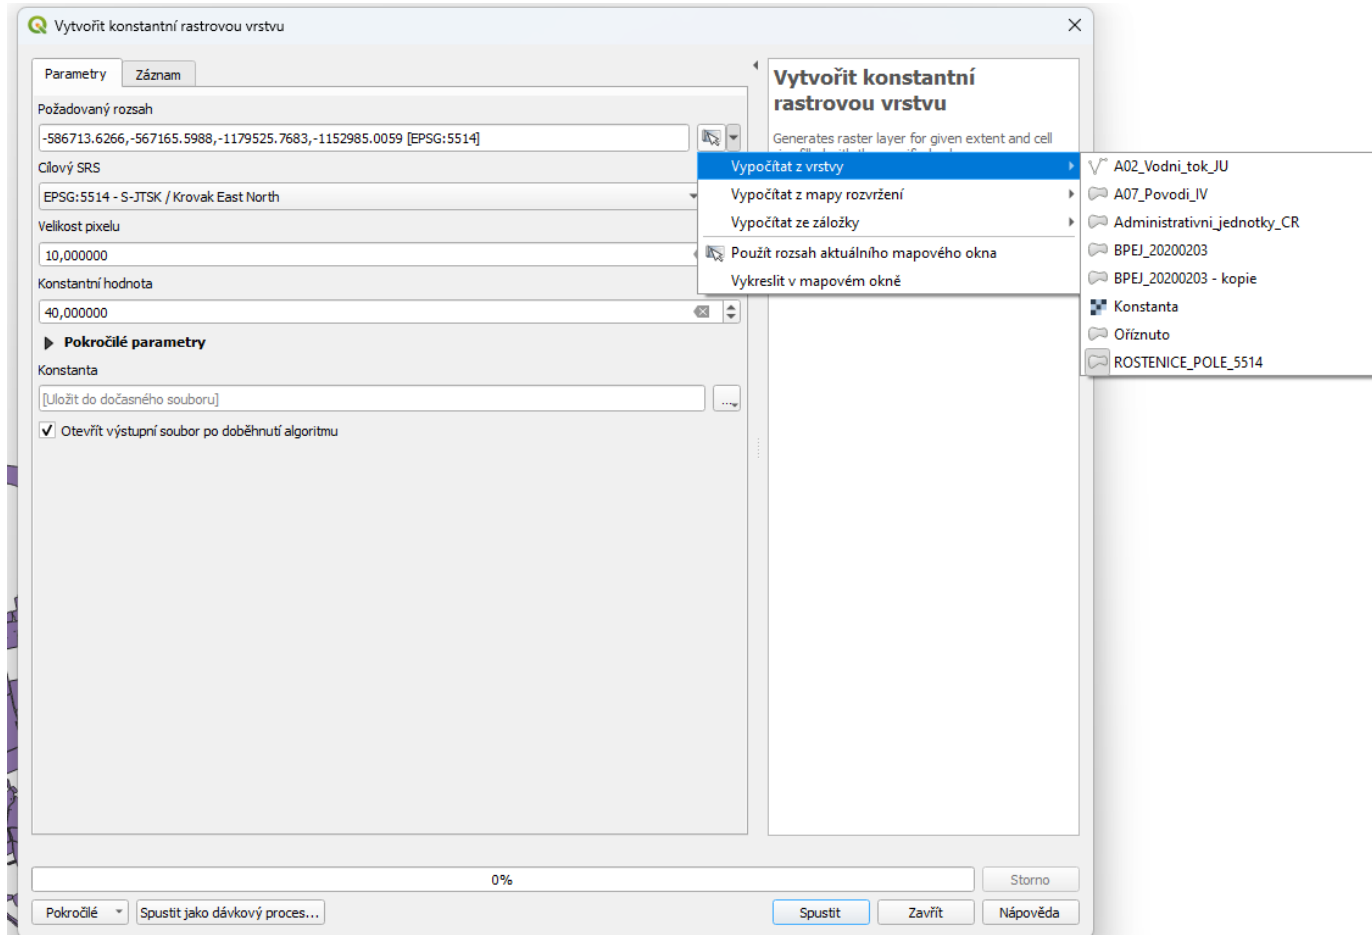 Vytvořit konstantní rastrovou vrstvu
Parametry
Záznam
Požadovaný rozsah
-586713.6266,-567165.5988,-1179525.7683,-1152985.0059 [EPSG:5514]
Cílový SRS
EPSG:5514 - S-JTSK / Krovak East North
Velikost pixelu
10,000000
Konstantní hodnota
40,000000
Pokročilé parametry
Konstanta
[Uložit do dočasného souboru]
...
Otevřít výstupní soubor po doběhnutí algoritmu
Vytvořit konstantní
rastrovou vrstvu
Generates raster layer for given extent and cell
Vypočítat z vrstvy
Vypočítat z mapy rozvržení
Vypočítat ze záložky
Použít rozsah aktuálního mapového okna
Vykreslit v mapovém okně
A02_Vodni_tok_JU
A07_Povodi_IV
Administrativni_jednotky_CR
BPEJ_20200203
BPEJ_20200203 - kopie
Konstanta
Oříznuto
ROSTENICE_POLE_5514
0%
Storno
Pokročilé
Spustit jako dávkový proces...
Spustit
Zavřít
Nápověda